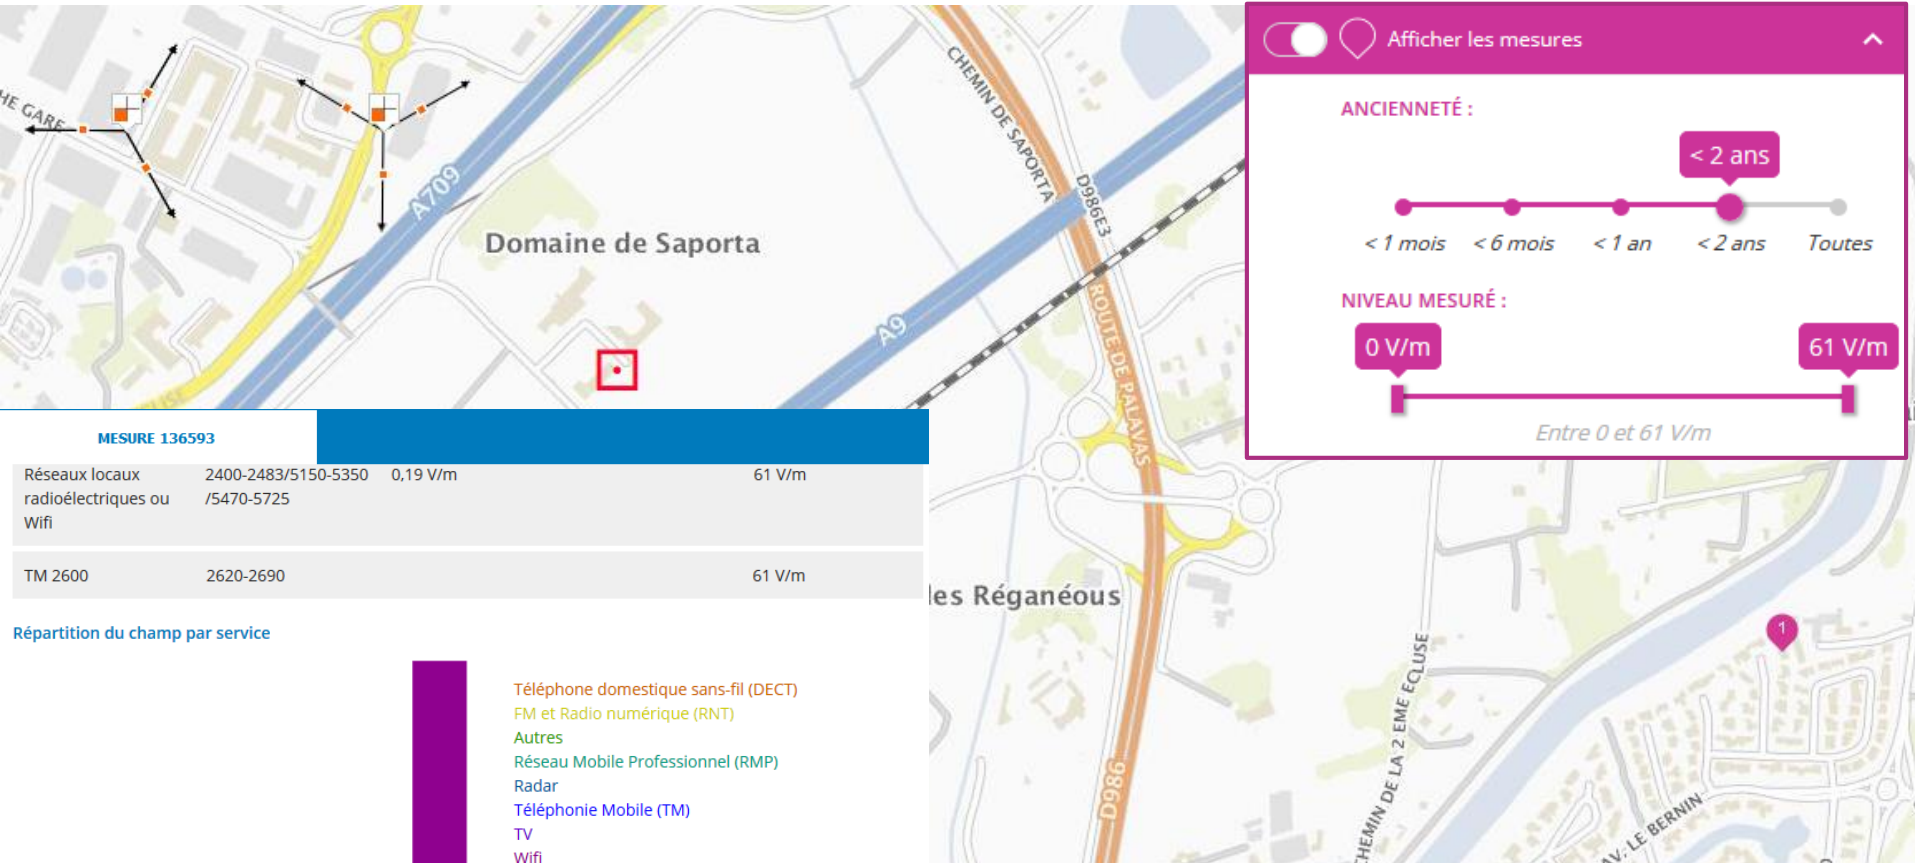 HE GARE
A709
CHEMIN DE SAPORTA
D986E3
Domaine de Saporta
A9
ROUTE DE PALAVAS
Afficher les mesures
ANCIENNETÉ :
< 2 ans
< 1 mois < 6 mois < 1 an < 2 ans Toutes
NIVEAU MESURÉ :
0 V/m 61 V/m
Entre 0 et 61 V/m
MESURE 136593
Réseaux locaux 2400-2483/5150-5350 0,19 V/m 61 V/m
radioélectriques ou /5470-5725
Wifi
TM 2600 2620-2690 61 V/m
Répartition du champ par service
Téléphone domestique sans-fil (DECT)
FM et Radio numérique (RNT)
Autres
Réseau Mobile Professionnel (RMP)
Radar
Téléphonie Mobile (TM)
TV
Wifi
les Réganéous
D986
CHEMIN DE LA 2 EME ECLUSE
1
AV. LE BERNIN